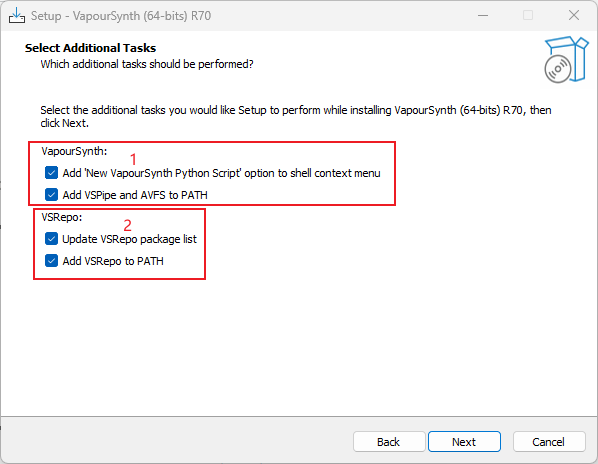 Setup - VapourSynth (64-bits) R70
Select Additional Tasks
Which additional tasks should be performed?
Select the additional tasks you would like Setup to perform while installing VapourSynth (64-bits) R70, then
click Next.
VapourSynth:
1
Add 'New VapourSynth Python Script' option to shell context menu
Add VSPipe and AVFS to PATH
VSRepo:
2
Update VSRepo package list
Add VSRepo to PATH
Back
Next
Cancel